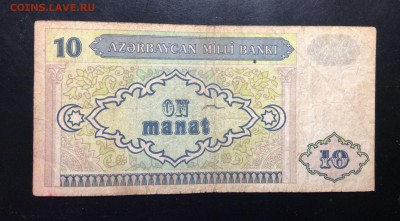 COINS.LAVE.RU
10 AZƏRBAYCAN MILLI BANKI
ON
manat
10